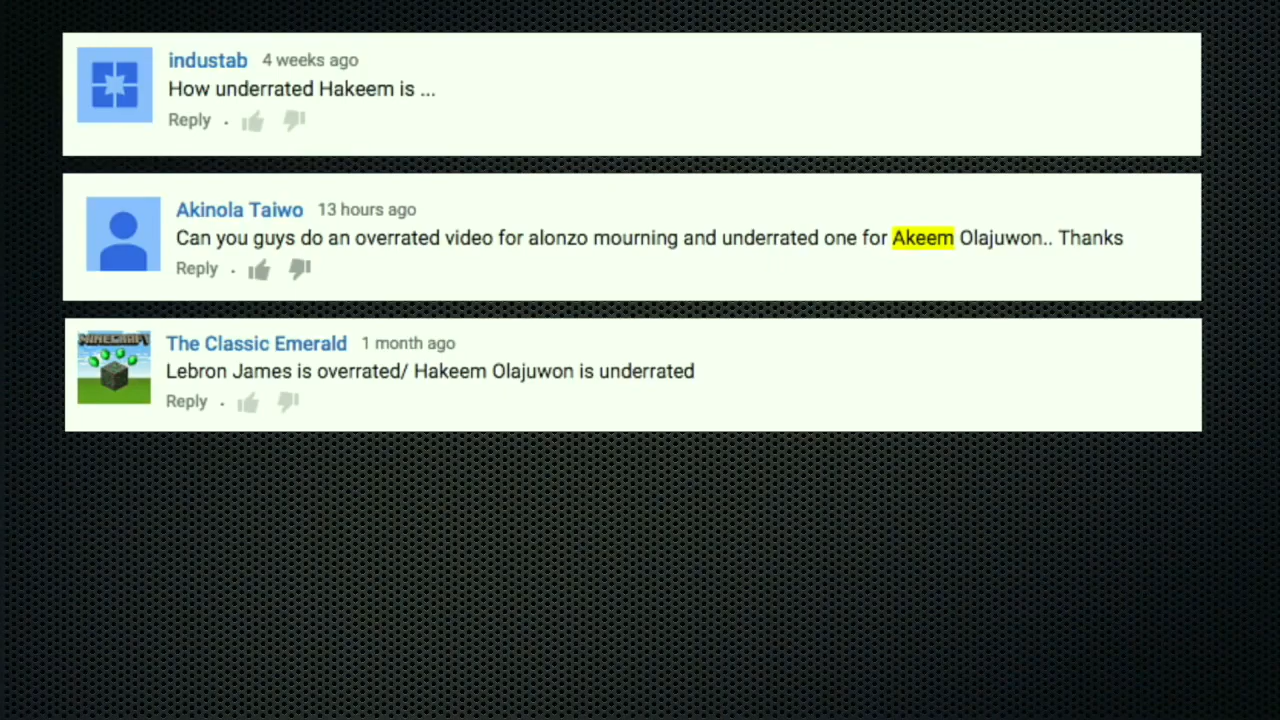 industab 4 weeks ago
How underrated Hakeem is ...
Reply
Akinola Taiwo 13 hours ago
Can you guys do an overrated video for alonzo mourning and underrated one for Akeem Olajuwon.. Thanks
Reply
MINECRAFT
The Classic Emerald 1 month ago
Lebron James is overrated/ Hakeem Olajuwon is underrated
Reply